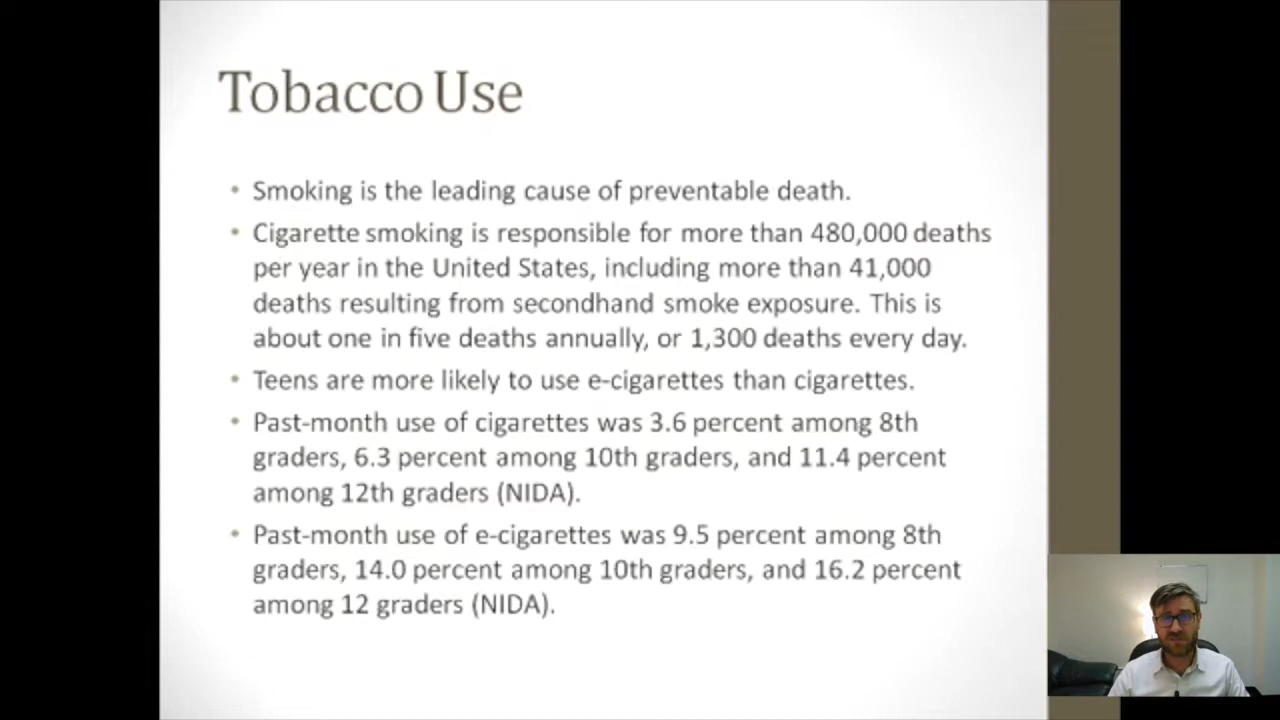 Tobacco Use
• Smoking is the leading cause of preventable death.
• Cigarette smoking is responsible for more than 480,000 deaths
per year in the United States, including more than 41,000
deaths resulting from secondhand smoke exposure. This is
about one in five deaths annually, or 1,300 deaths every day.
• Teens are more likely to use e-cigarettes than cigarettes.
• Past-month use of cigarettes was 3.6 percent among 8th
graders, 6.3 percent among 10th graders, and 11.4 percent
among 12th graders (NIDA).
• Past-month use of e-cigarettes was 9.5 percent among 8th
graders, 14.0 percent among 10th graders, and 16.2 percent
among 12 graders (NIDA).